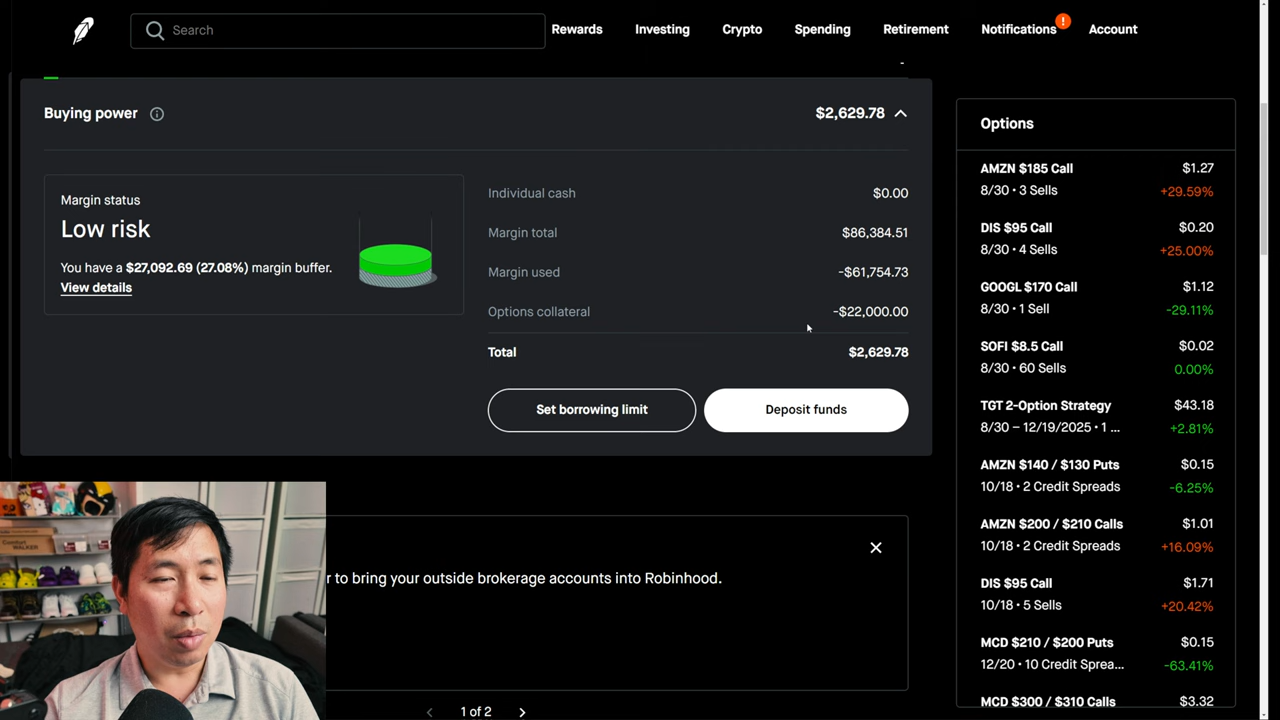 Search
Rewards
Investing
Crypto
Spending
Retirement
Notifications
!
Account
-
Buying power
$2,629.78
Margin status
Low risk
You have a $27,092.69 (27.08%) margin buffer.
View details
Individual cash $0.00
Margin total $86,384.51
Margin used -$61,754.73
Options collateral -$22,000.00
Total $2,629.78
Set borrowing limit
Deposit funds
r to bring your outside brokerage accounts into Robinhood.
1 of 2
Options
AMZN $185 Call $1.27
8/30 • 3 Sells +29.59%
DIS $95 Call $0.20
8/30 • 4 Sells +25.00%
GOOGL $170 Call $1.12
8/30 • 1 Sell -29.11%
SOFI $8.5 Call $0.02
8/30 • 60 Sells 0.00%
TGT 2-Option Strategy $43.18
8/30 – 12/19/2025 • 1 ... +2.81%
AMZN $140 / $130 Puts $0.15
10/18 • 2 Credit Spreads -6.25%
AMZN $200 / $210 Calls $1.01
10/18 • 2 Credit Spreads +16.09%
DIS $95 Call $1.71
10/18 • 5 Sells +20.42%
MCD $210 / $200 Puts $0.15
12/20 • 10 Credit Sprea... -63.41%
MCD $300 / $310 Calls $3.32